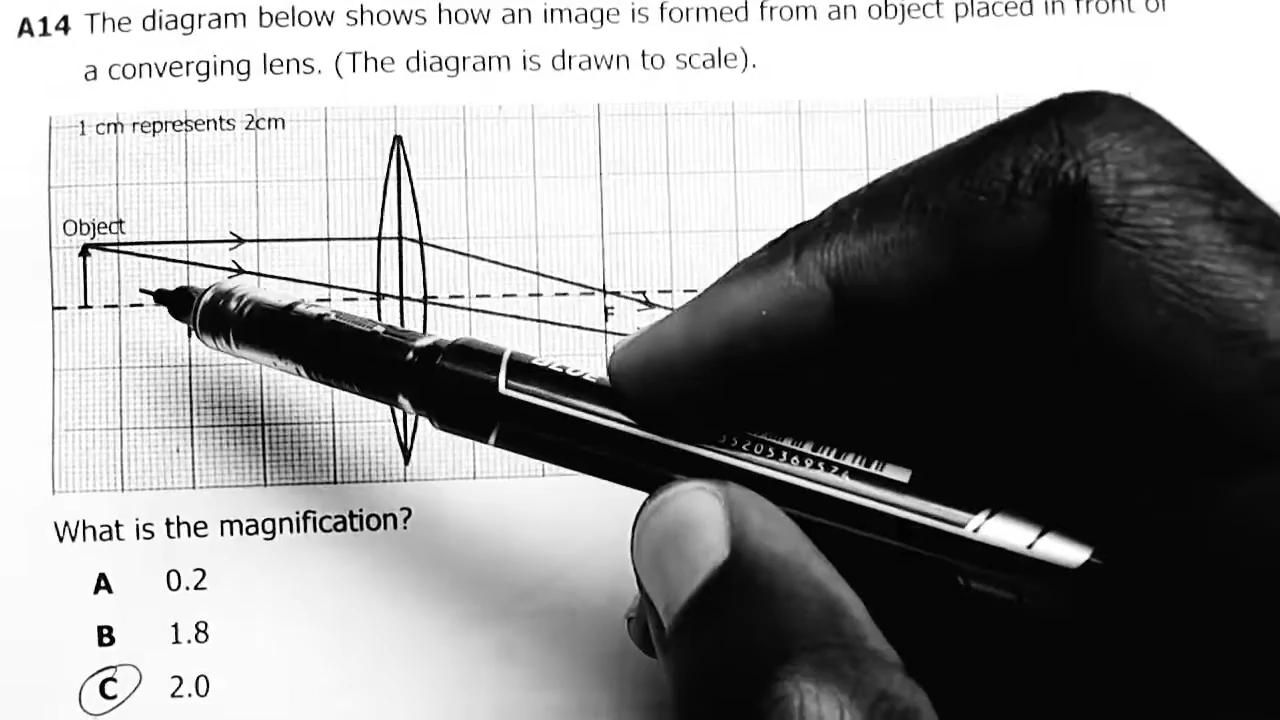 A14 The diagram below shows how an image is formed from an object placed in front of
a converging lens. (The diagram is drawn to scale).
1 cm represents 2cm
Object
F
BLUE
What is the magnification?
A 0.2
B 1.8
C 2.0